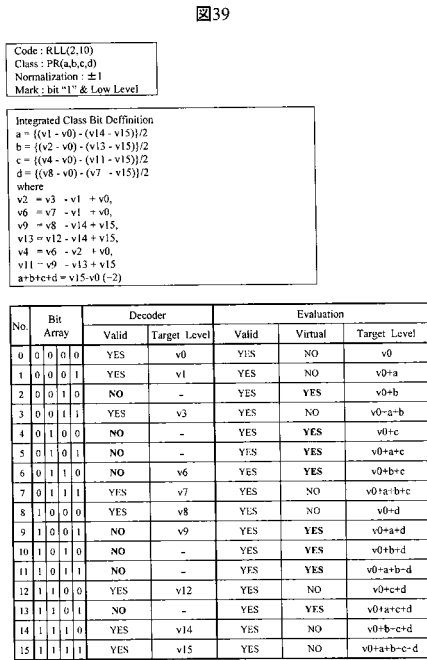 図39
Code : RLL(2,10)
Class : PR(a,b,c,d)
Normalization : ±1
Mark : bit "1" & Low Level
Integrated Class Bit Deffinition
a = {(v1 - v0) - (v14 - v15)}/2
b = {(v2 - v0) - (v13 - v15)}/2
c = {(v4 - v0) - (v11 - v15)}/2
d = {(v8 - v0) - (v7 - v15)}/2
where
v2 = v3 - v1 + v0,
v6 = v7 - v1 + v0,
v9 = v8 - v14 + v15,
v13 = v12 - v14 + v15,
v4 = v6 - v2 + v0,
v11 = v9 - v13 + v15
a+b+c+d = v15-v0 (=2)
No. Bit Array Decoder Evaluation
Valid Target Level Valid Virtual Target Level
0 0 0 0 0 YES v0 YES NO v0
1 0 0 0 1 YES v1 YES NO v0+a
2 0 0 1 0 NO - YES YES v0+b
3 0 0 1 1 YES v3 YES NO v0+a+b
4 0 1 0 0 NO - YES YES v0+c
5 0 1 0 1 NO - YES YES v0+a+c
6 0 1 1 0 NO v6 YES YES v0+b+c
7 0 1 1 1 YES v7 YES NO v0+a+b+c
8 1 0 0 0 YES v8 YES NO v0+d
9 1 0 0 1 NO v9 YES YES v0+a+d
10 1 0 1 0 NO - YES YES v0+b+d
11 1 0 1 1 NO - YES YES v0+a+b+d
12 1 1 0 0 YES v12 YES NO v0+c+d
13 1 1 0 1 NO - YES YES v0+a+c+d
14 1 1 1 0 YES v14 YES NO v0+b+c+d
15 1 1 1 1 YES v15 YES NO v0+a+b+c+d